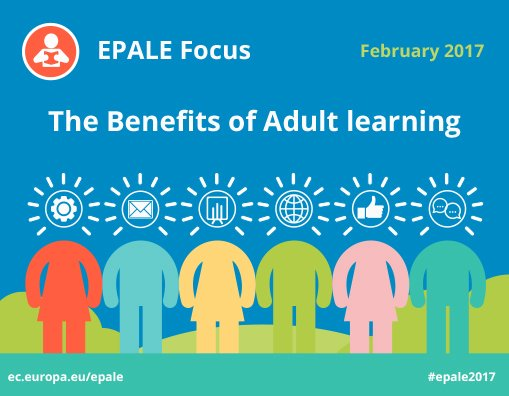 EPALE Focus
February 2017
The Benefits of Adult learning
ec.europa.eu/epale
#epale2017